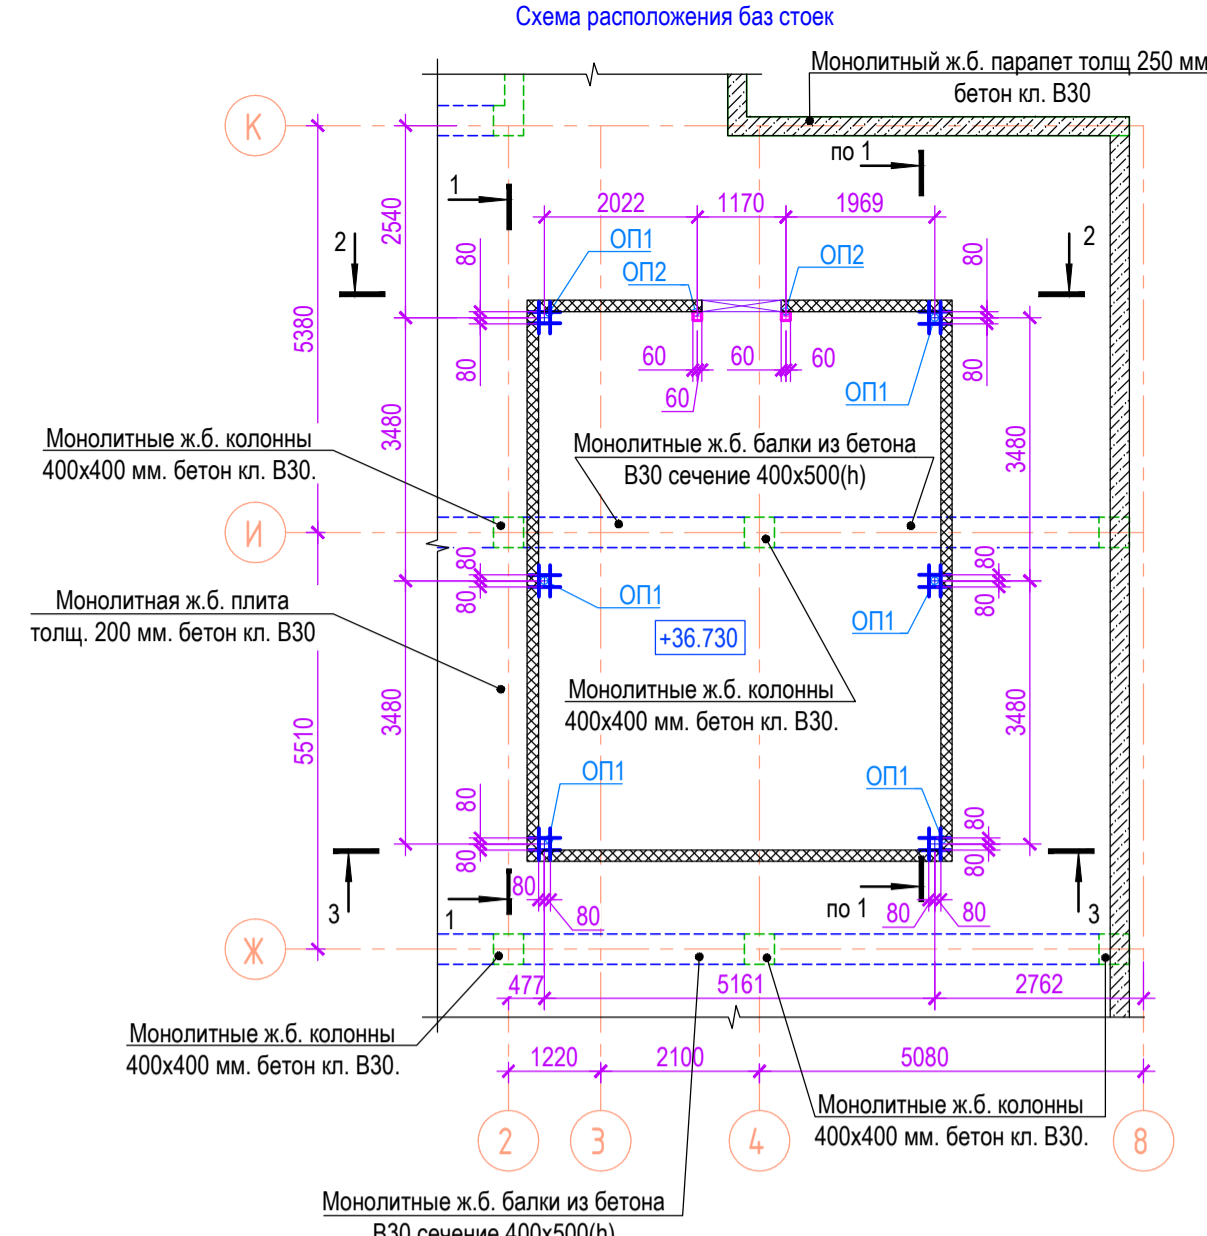 Схема расположения баз стоек
Монолитный ж.б. парапет толщ 250 мм
бетон кл. В30
К
по 1
1
2022
1170
1969
2540
2
2
80
ОП1
ОП2
ОП2
80
5380
80
60
60
60
60
ОП1
80
3480
3480
Монолитные ж.б. колонны
400х400 мм. бетон кл. В30.
Монолитные ж.б. балки из бетона
В30 сечение 400х500(h)
И
80
80
80
80
ОП1
ОП1
Монолитная ж.б. плита
толщ. 200 мм. бетон кл. В30
+36.730
Монолитные ж.б. колонны
400х400 мм. бетон кл. В30.
3480
3480
5510
ОП1
ОП1
80
80
80
80
80
80
80
80
3
1
по 1
3
Ж
477
5161
2762
Монолитные ж.б. колонны
400х400 мм. бетон кл. В30.
1220
2100
5080
Монолитные ж.б. колонны
400х400 мм. бетон кл. В30.
2
3
4
8
Монолитные ж.б. балки из бетона
В30 сечение 400х500(h)